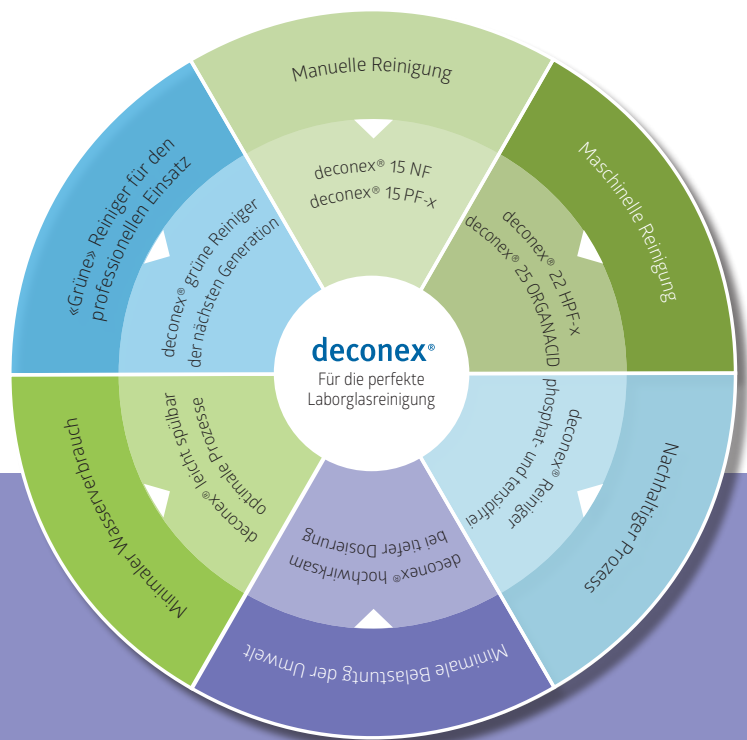 Manuelle Reinigung
deconex® 15 NF
deconex® 15 PF-x
Maschinelle Reinigung
deconex® 22 HPF-x
deconex® 25 ORGANACID
Nachhaltiger Prozess
deconex® Reiniger
phosphat- und tensidfrei
Minimale Belastuntg der Umwelt
deconex® hochwirksam
bei tiefer Dosierung
Minimaler Wasserverbrauch
deconex® leicht spülbar
optimale Prozesse
«Grüne» Reiniger für den
professionellen Einsatz
deconex® grüne Reiniger
der nächsten Generation
deconex®
Für die perfekte
Laborglasreinigung